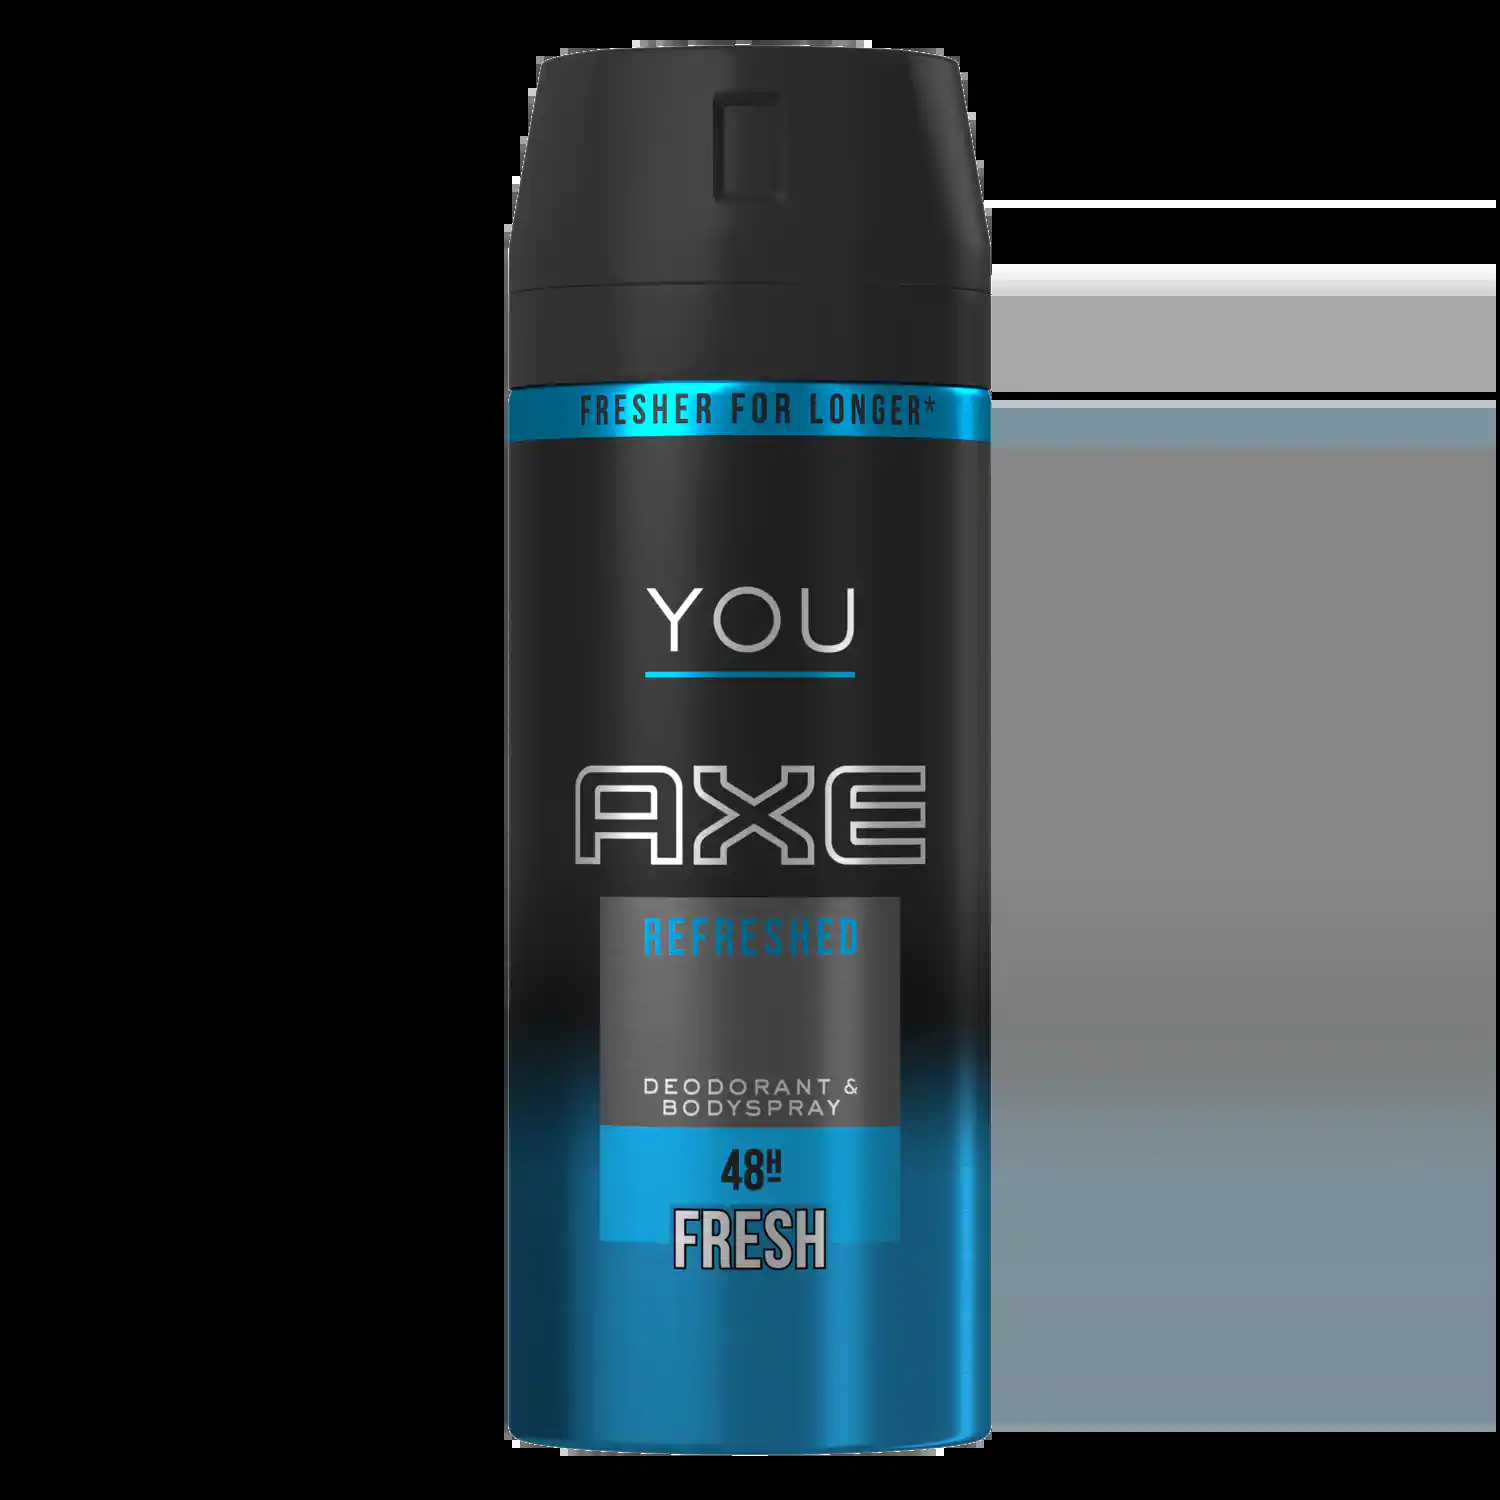 FRESHER FOR LONGER*
YOU
AXE
REFRESHED
DEODORANT &
BODYSPRAY
48H
FRESH